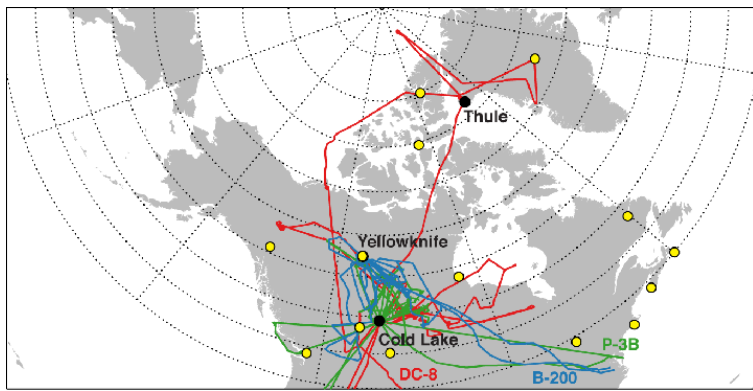 Thule
Yellowknife
Cold Lake
P-3B
DC-8
B-200